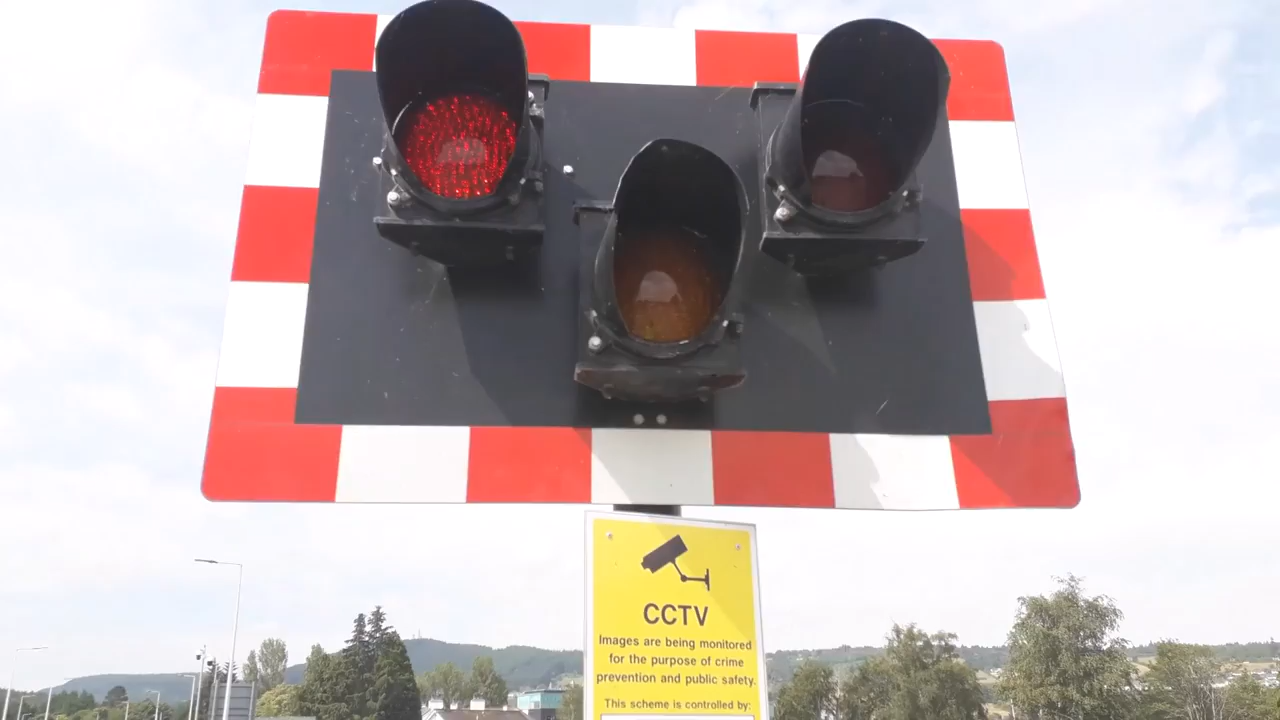 CCTV
Images are being monitored
for the purpose of crime
prevention and public safety.
This scheme is controlled by: